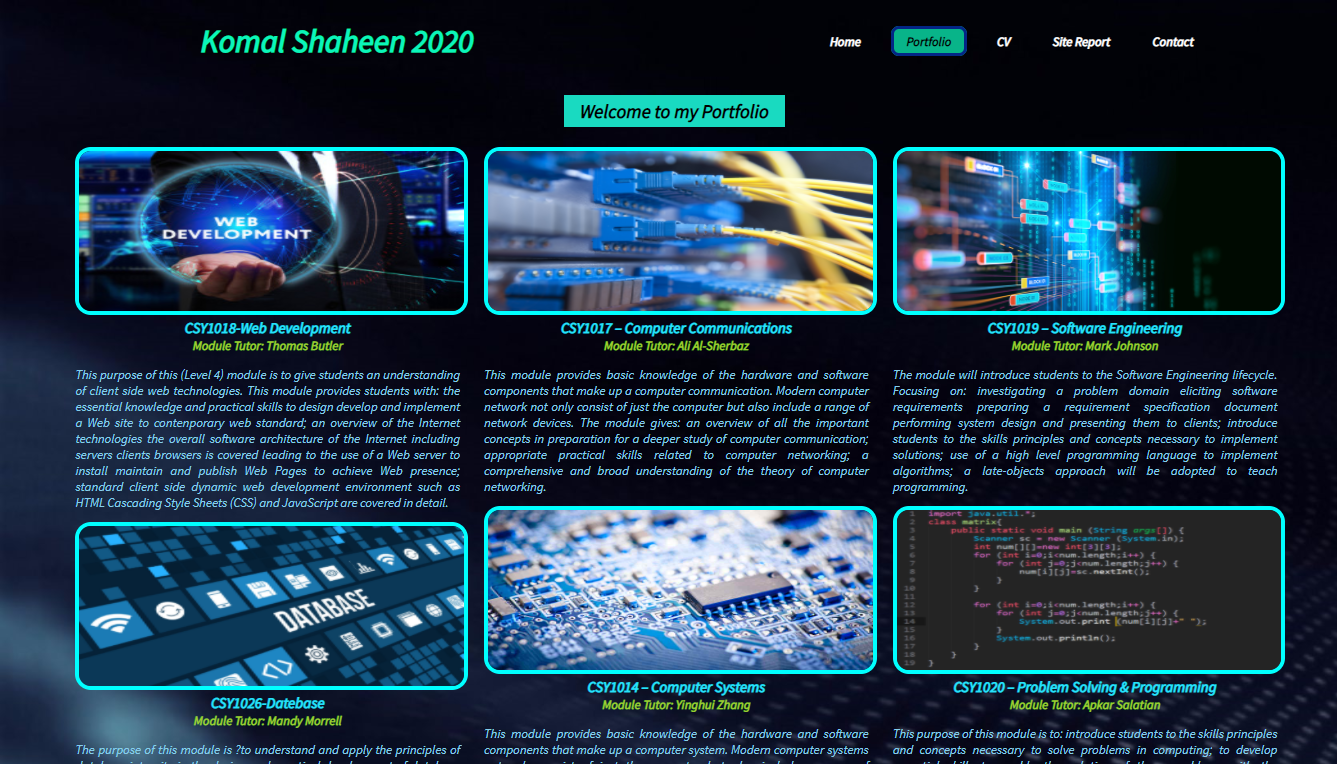 Komal Shaheen 2020
Home
Portfolio
CV
Site Report
Contact
Welcome to my Portfolio
WEB
DEVELOPMENT
CSY1018-Web Development
Module Tutor: Thomas Butler
This purpose of this (Level 4) module is to give students an understanding
of client side web technologies. This module provides students with: the
essential knowledge and practical skills to design develop and implement
a Web site to contenporary web standard; an overview of the Internet
technologies the overall software architecture of the Internet including
servers clients browsers is covered leading to the use of a Web server to
install maintain and publish Web Pages to achieve Web presence;
standard client side dynamic web development environment such as
HTML Cascading Style Sheets (CSS) and JavaScript are covered in detail.
CSY1017 – Computer Communications
Module Tutor: Ali Al-Sherbaz
This module provides basic knowledge of the hardware and software
components that make up a computer communication. Modern computer
network not only consist of just the computer but also include a range of
network devices. The module gives: an overview of all the important
concepts in preparation for a deeper study of computer communication;
appropriate practical skills related to computer networking; a
comprehensive and broad understanding of the theory of computer
networking.
CSY1019 – Software Engineering
Module Tutor: Mark Johnson
The module will introduce students to the Software Engineering lifecycle.
Focusing on: investigating a problem domain eliciting software
requirements preparing a requirement specification document
performing system design and presenting them to clients; introduce
students to the skills principles and concepts necessary to implement
solutions; use of a high level programming language to implement
algorithms; a late-objects approach will be adopted to teach
programming.
DATABASE
CSY1026-Datebase
Module Tutor: Mandy Morrell
The purpose of this module is ?to understand and apply the principles of
CSY1014 – Computer Systems
Module Tutor: Yinghui Zhang
This module provides basic knowledge of the hardware and software
components that make up a computer system. Modern computer systems
1 import java.util.*;
2 class matrix{
3 public static void main (String args[]) {
4 Scanner sc = new Scanner (System.in);
5 int num[][]=new int[3][3];
6 for (int i=0;i<num.length;i++) {
7 for (int j=0;j<num.length;j++) {
8 num[i][j]=sc.nextInt();
9 }
10 }
11
12 for (int i=0;i<num.length;i++) {
13 for (int j=0;j<num.length;j++) {
14 System.out.print (num[i][j]+" ");
15 }
16 System.out.println();
17 }
18 }
19 }
CSY1020 – Problem Solving & Programming
Module Tutor: Apkar Salatian
This purpose of this module is to: introduce students to the skills principles
and concepts necessary to solve problems in computing; to develop